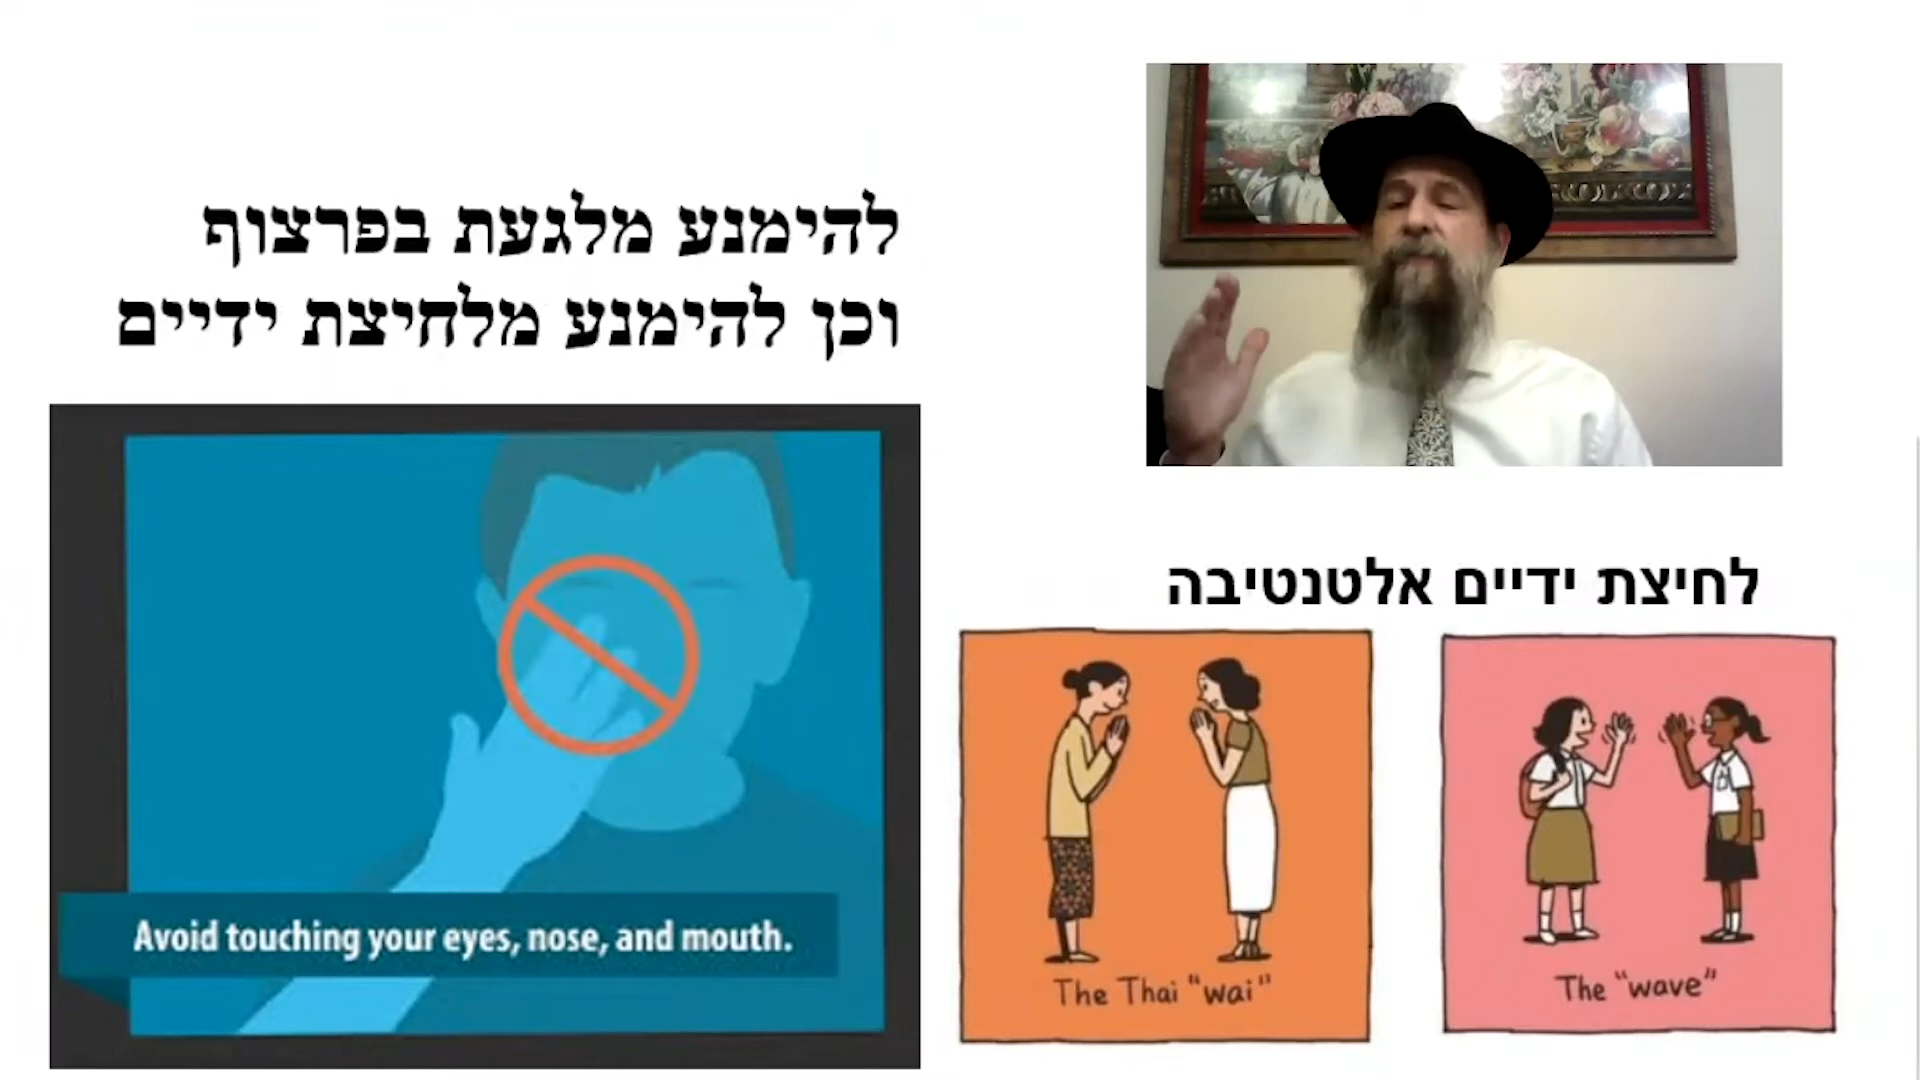 להימנע מלגעת בפרצוף
וכן להימנע מלחיצת ידיים
Avoid touching your eyes, nose, and mouth.
לחיצת ידיים אלטנטיבה
The Thai "wai"
The "wave"